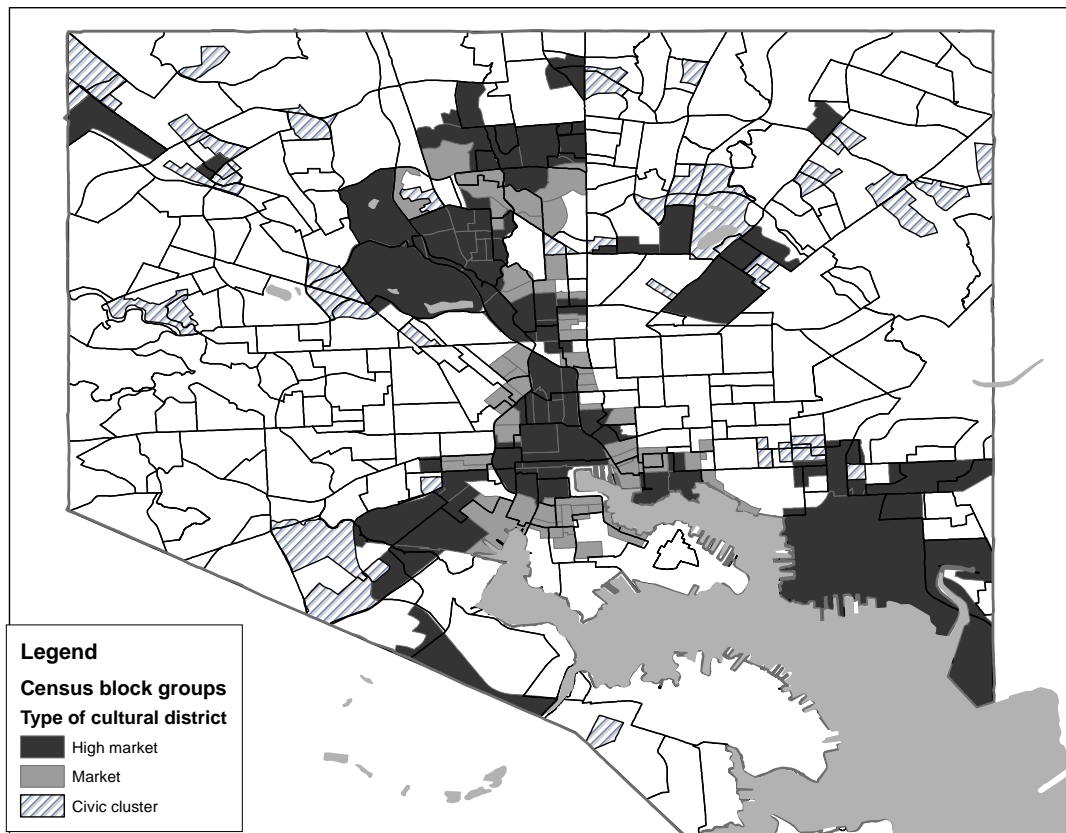 Legend
Census block groups
Type of cultural district
High market
Market
Civic cluster